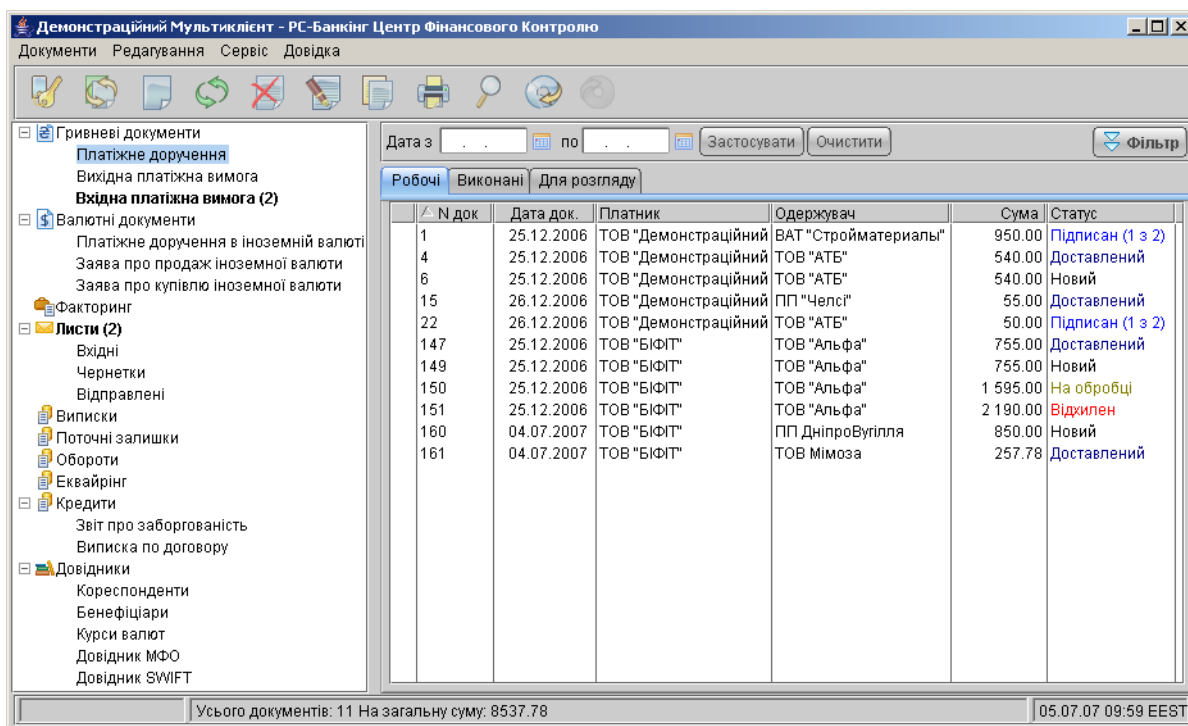 Демонстраційний Мультиклієнт - РС-Банкінг Центр Фінансового Контролю
Документи Редагування Сервіс Довідка
Гривневі документи
Платіжне доручення
Вихідна платіжна вимога
Вхідна платіжна вимога (2)
Валютні документи
Платіжне доручення в іноземній валюті
Заява про продаж іноземної валюти
Заява про купівлю іноземної валюти
Факторинг
Листи (2)
Вхідні
Чернетки
Відправлені
Виписки
Поточні залишки
Обороти
Еквайрінг
Кредити
Звіт про заборгованість
Виписка по договору
Довідники
Кореспонденти
Бенефіціари
Курси валют
Довідник МФО
Довідник SWIFT
Дата з . . по . . Застосувати Очистити Фільтр
Робочі Виконані Для розгляду
N док Дата док. Платник Одержувач Сума Статус
1 25.12.2006 ТОВ "Демонстраційний ВАТ "Стройматериалы" 950.00 Підписан (1 з 2)
4 25.12.2006 ТОВ "Демонстраційний ТОВ "АТБ" 540.00 Доставлений
6 25.12.2006 ТОВ "Демонстраційний ТОВ "АТБ" 540.00 Новий
15 26.12.2006 ТОВ "Демонстраційний ПП "Челсі" 55.00 Доставлений
22 26.12.2006 ТОВ "Демонстраційний ТОВ "АТБ" 50.00 Підписан (1 з 2)
147 25.12.2006 ТОВ "БІФІТ" ТОВ "Альфа" 755.00 Доставлений
149 25.12.2006 ТОВ "БІФІТ" ТОВ "Альфа" 755.00 Новий
150 25.12.2006 ТОВ "БІФІТ" ТОВ "Альфа" 1 595.00 На обробці
151 25.12.2006 ТОВ "БІФІТ" ТОВ "Альфа" 2 190.00 Відхилен
160 04.07.2007 ТОВ "БІФІТ" ПП ДніпроВугілля 850.00 Новий
161 04.07.2007 ТОВ "БІФІТ" ТОВ Мімоза 257.78 Доставлений
Усього документів: 11 На загальну суму: 8537.78
05.07.07 09:59 EEST